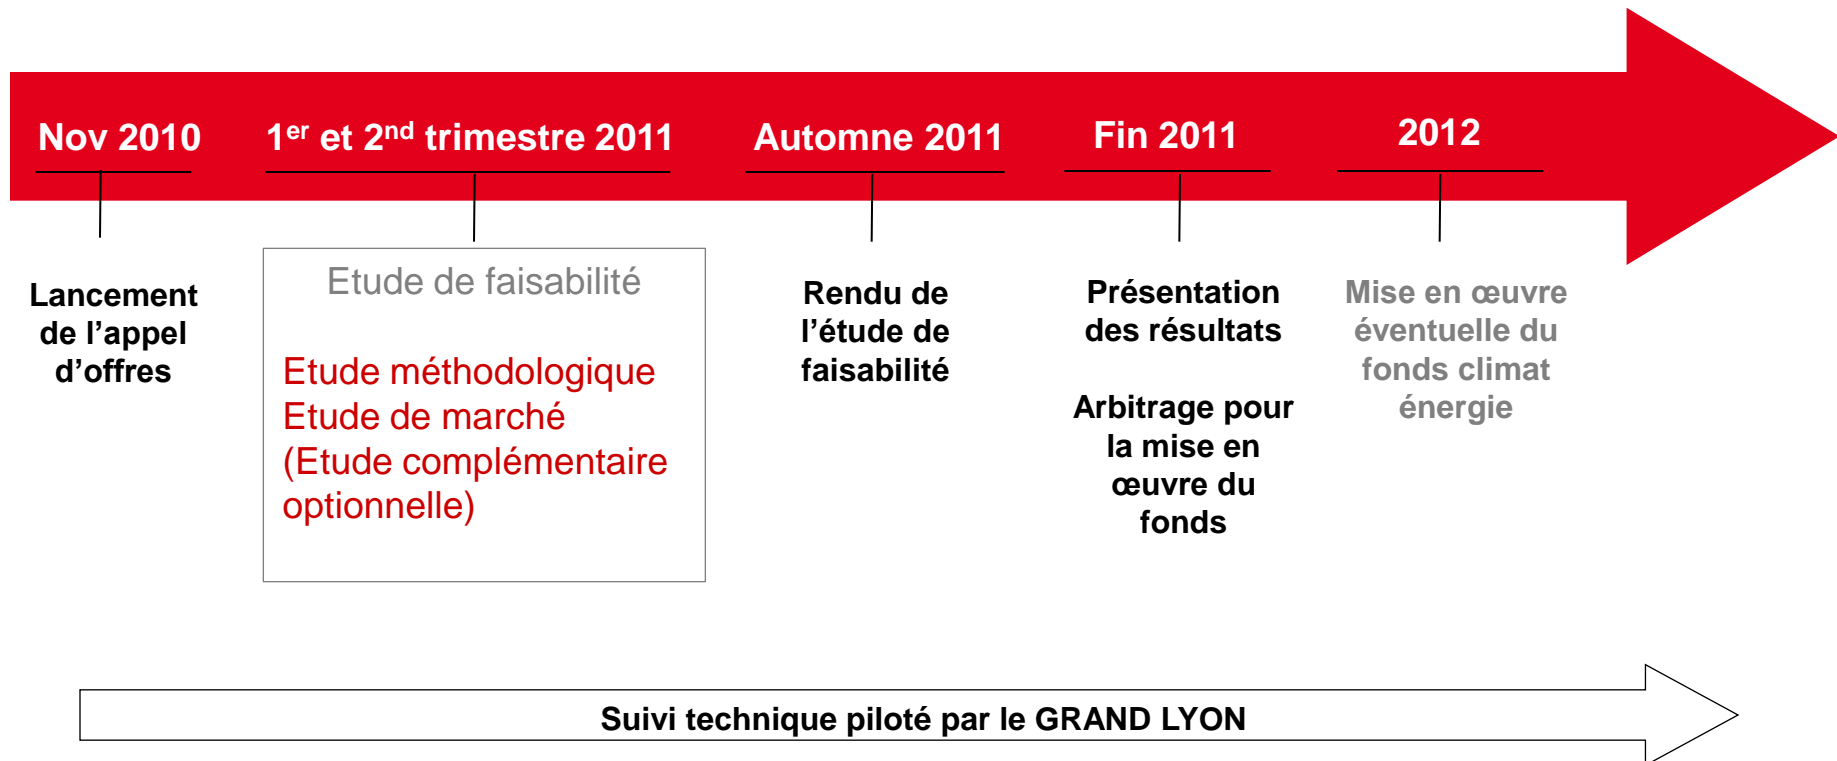 Nov 2010
1er et 2nd trimestre 2011
Automne 2011
Fin 2011
2012
Lancement
de l’appel
d’offres
Etude de faisabilité
Etude méthodologique
Etude de marché
(Etude complémentaire
optionnelle)
Rendu de
l’étude de
faisabilité
Présentation
des résultats
Arbitrage pour
la mise en
œuvre du
fonds
Mise en œuvre
éventuelle du
fonds climat
énergie
Suivi technique piloté par le GRAND LYON